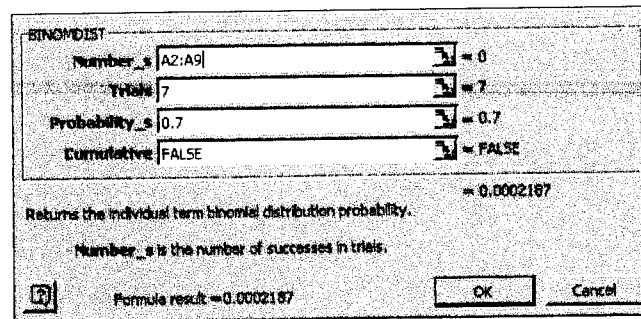 BINOMDIST
Number_s A2:A9 = 0
Trials 7 = 7
Probability_s 0.7 = 0.7
Cumulative FALSE = FALSE
= 0.0002187
Returns the individual term binomial distribution probability.
Number_s is the number of successes in trials.
? Formula result =0.0002187 OK Cancel